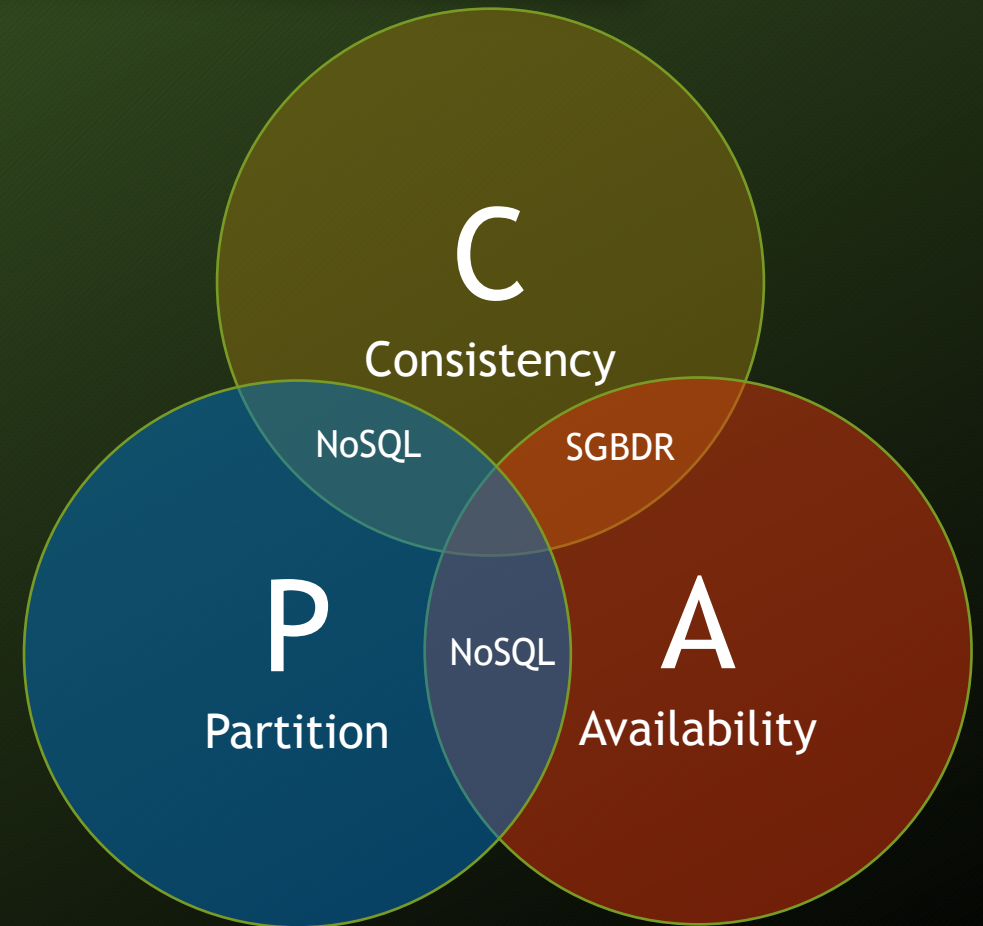 C
Consistency
NoSQL
SGBDR
P
Partition
NoSQL
A
Availability